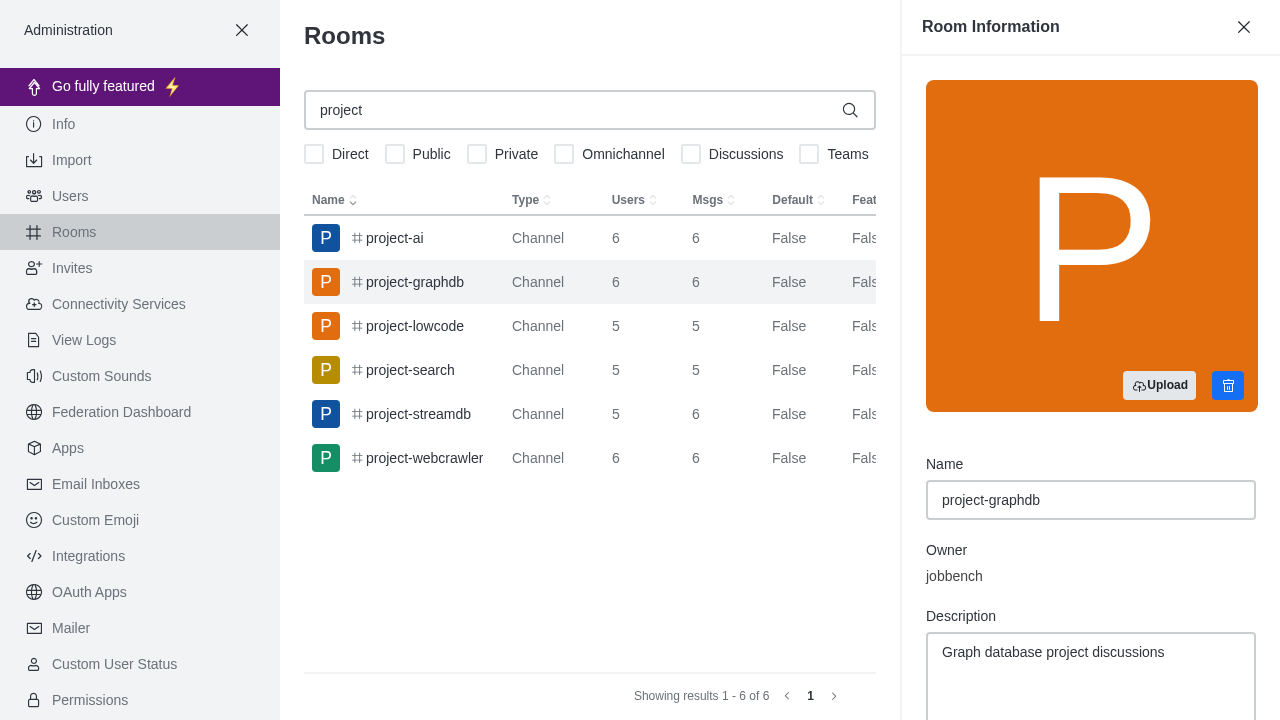 Administration
Go fully featured
Info
Import
Users
Rooms
Invites
Connectivity Services
View Logs
Custom Sounds
Federation Dashboard
Apps
Email Inboxes
Custom Emoji
Integrations
OAuth Apps
Mailer
Custom User Status
Permissions
Rooms
project
Direct Public Private Omnichannel Discussions Teams
Name Type Users Msgs Default Feat
P project-ai Channel 6 6 False Fals
P project-graphdb Channel 6 6 False Fals
P project-lowcode Channel 5 5 False Fals
P project-search Channel 5 5 False Fals
P project-streamdb Channel 5 6 False Fals
P project-webcrawler Channel 6 6 False Fals
Showing results 1 - 6 of 6 1
Room Information
P
Upload
Name
project-graphdb
Owner
jobbench
Description
Graph database project discussions